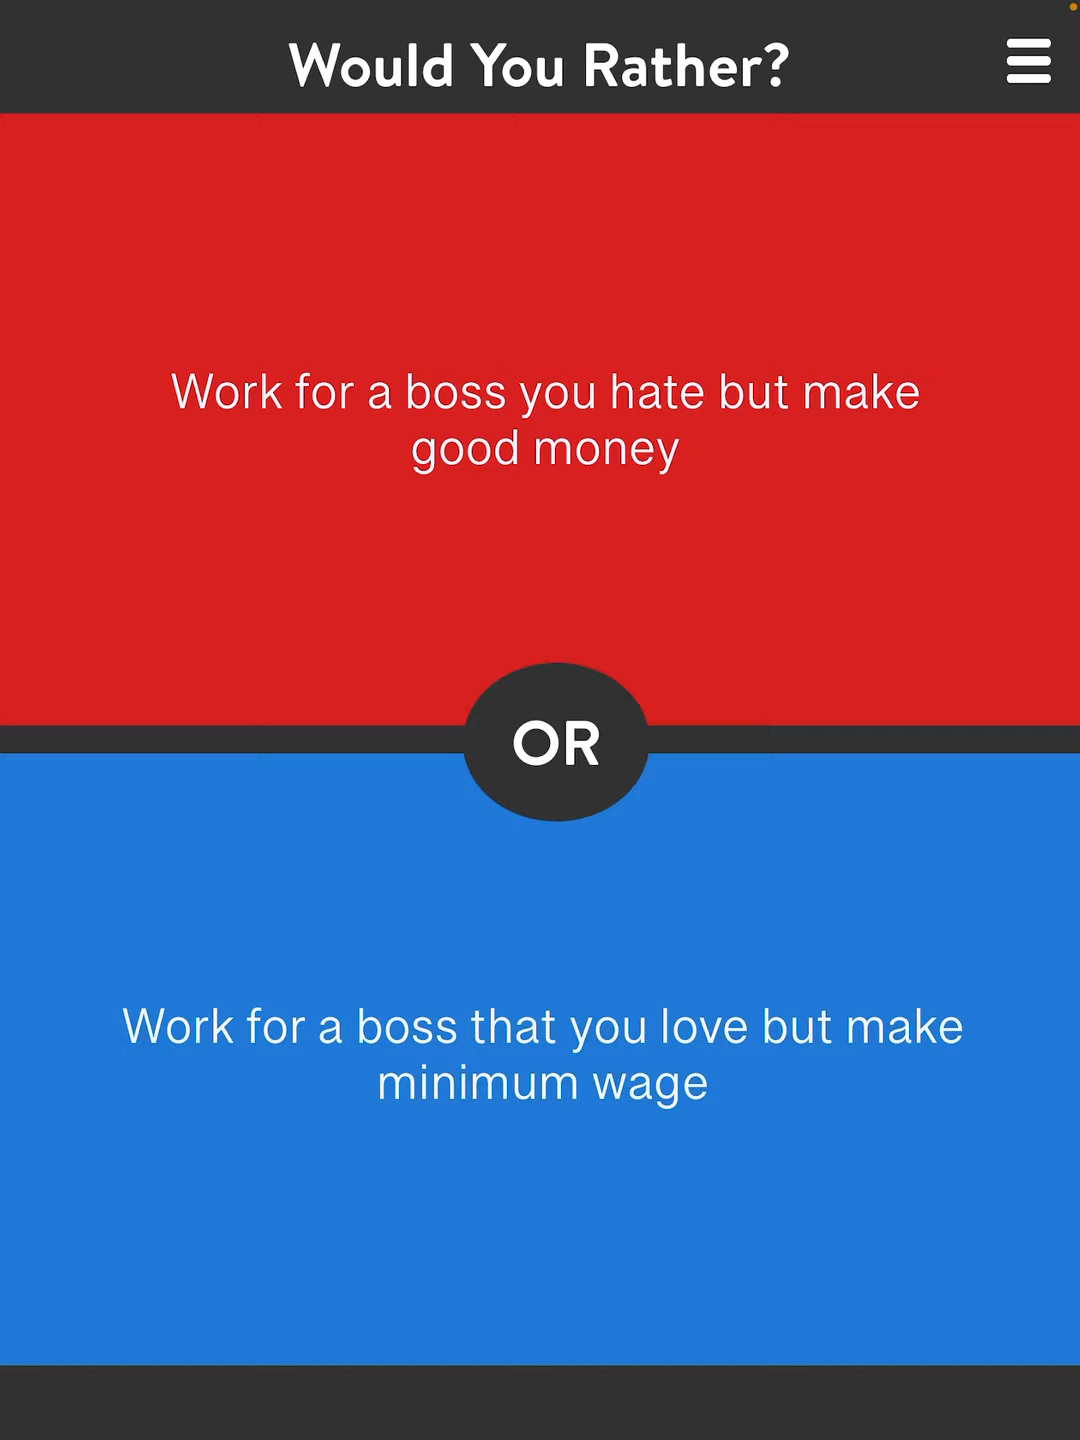 Would You Rather?
Work for a boss you hate but make
good money
OR
Work for a boss that you love but make
minimum wage